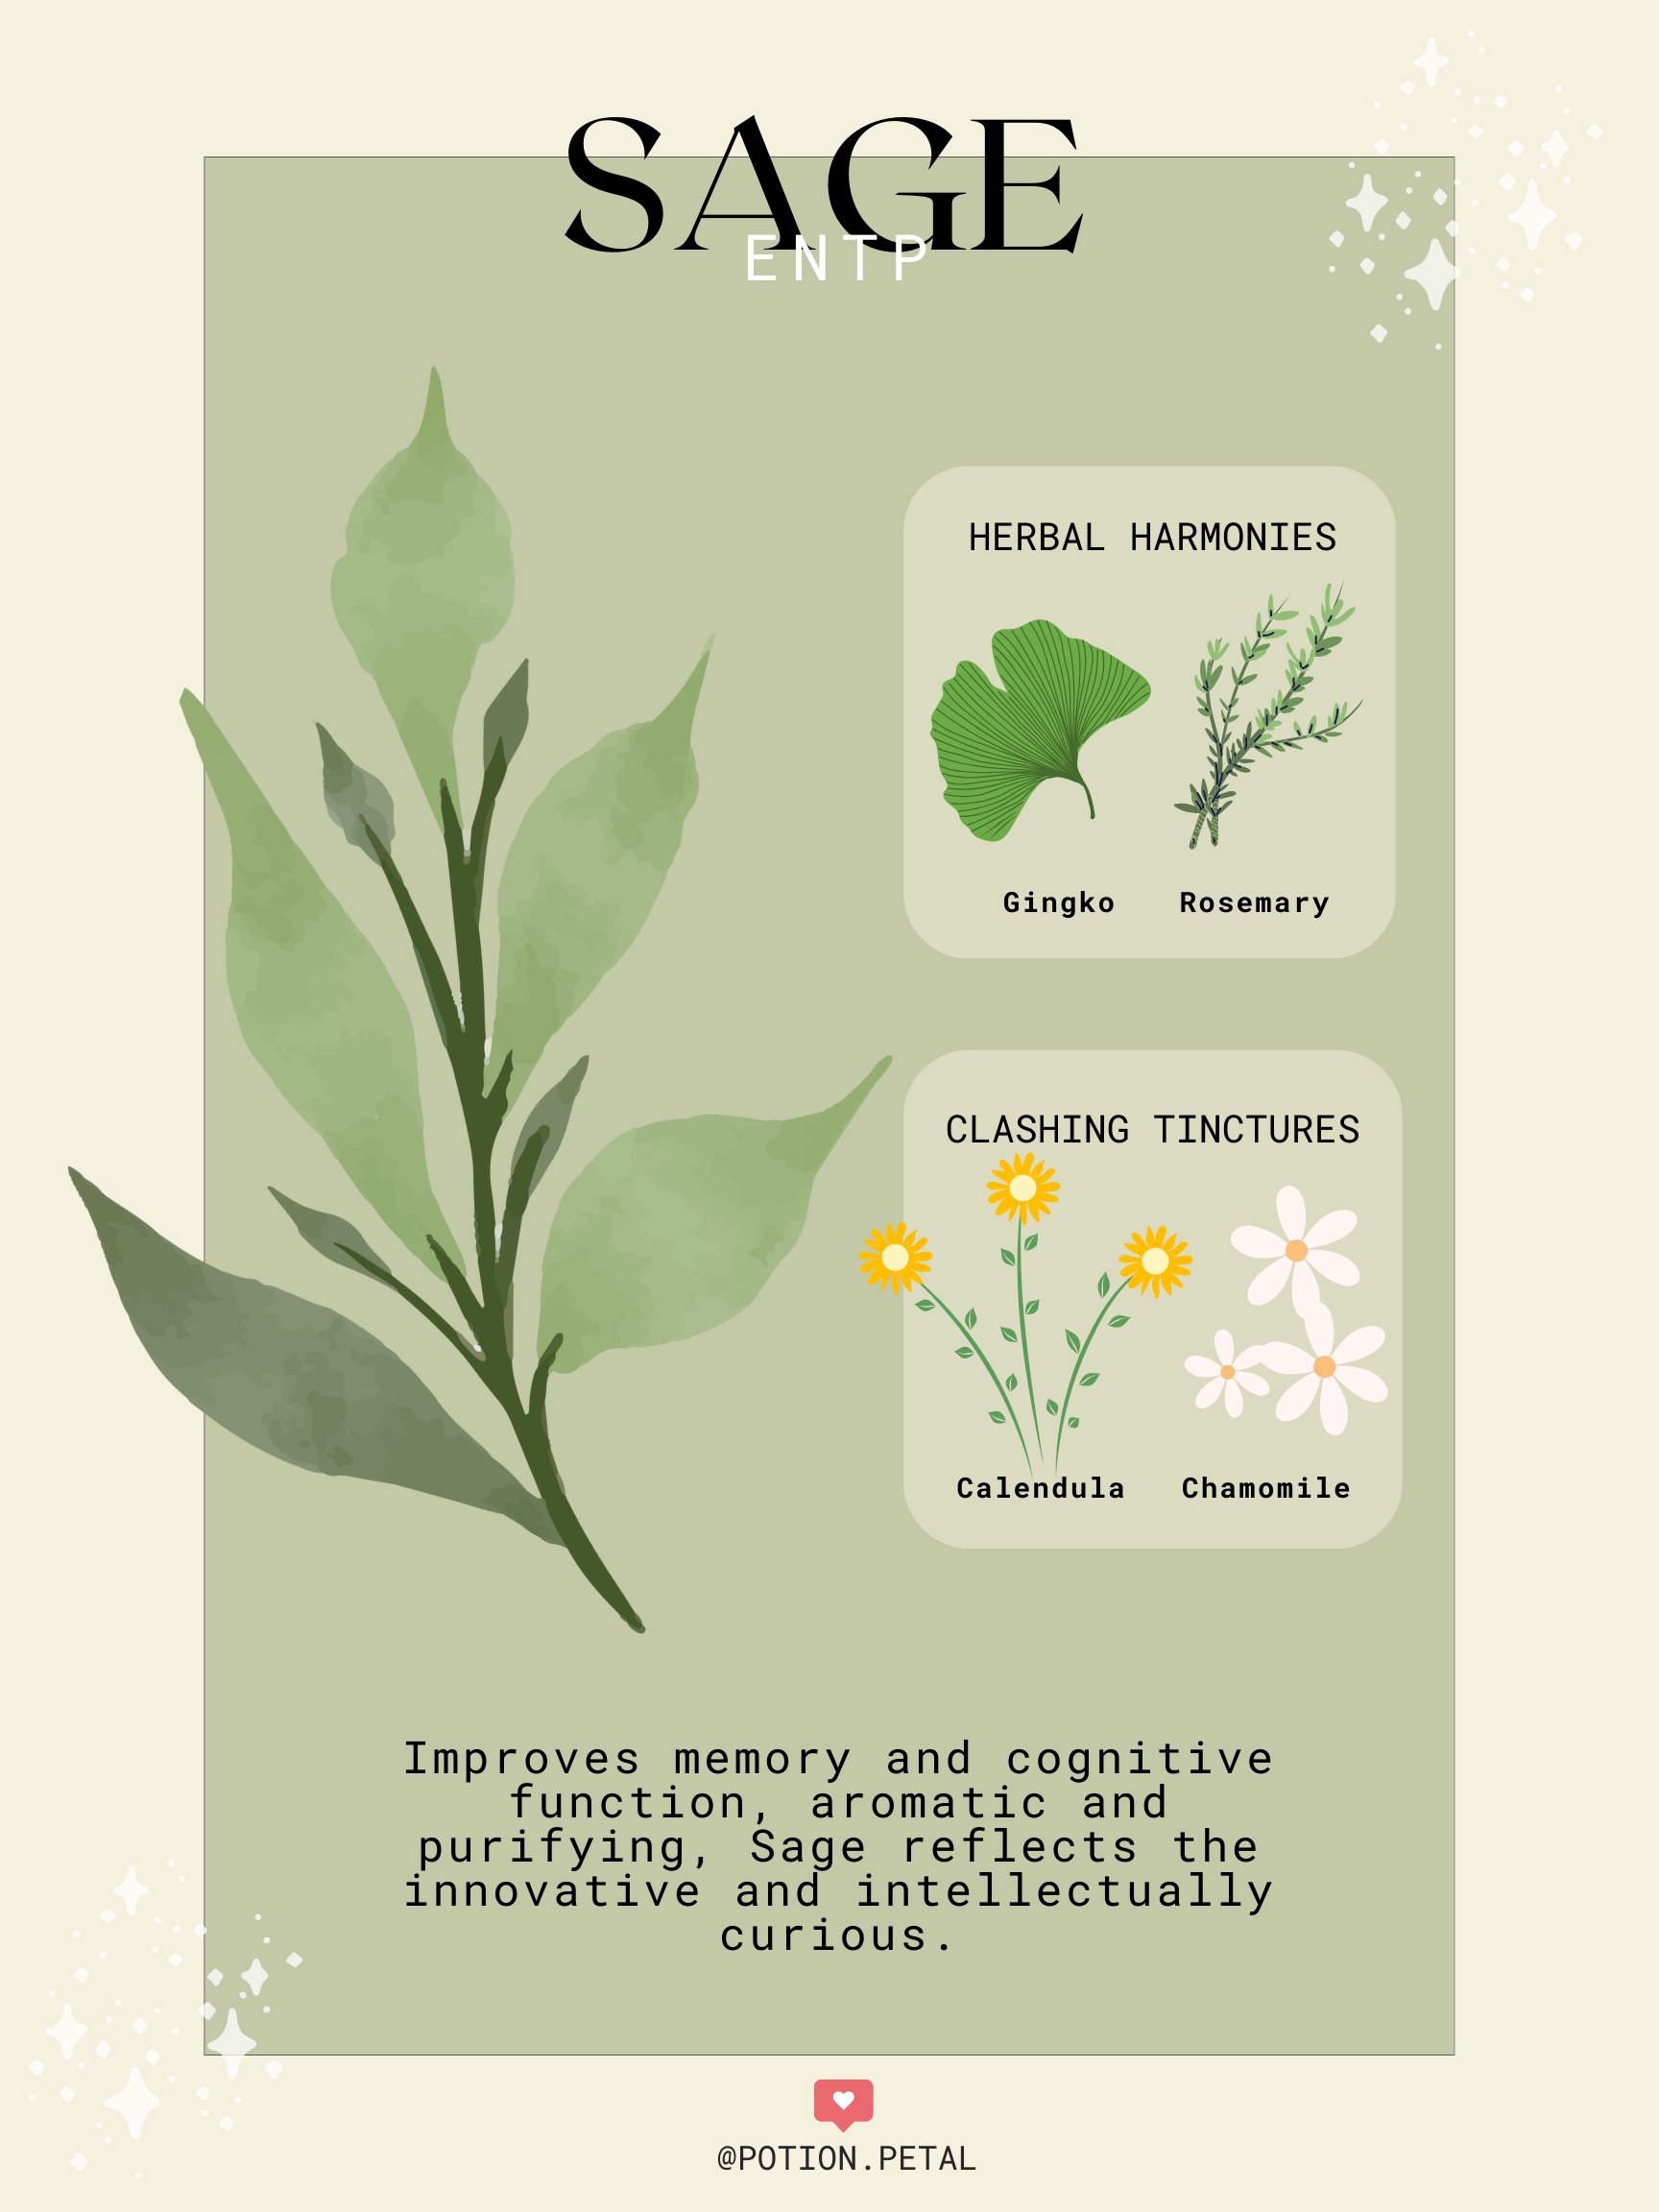 SAGE
ENTP
HERBAL HARMONIES
Gingko Rosemary
CLASHING TINCTURES
Calendula Chamomile
Improves memory and cognitive
function, aromatic and
purifying, Sage reflects the
innovative and intellectually
curious.
@POTION.PETAL